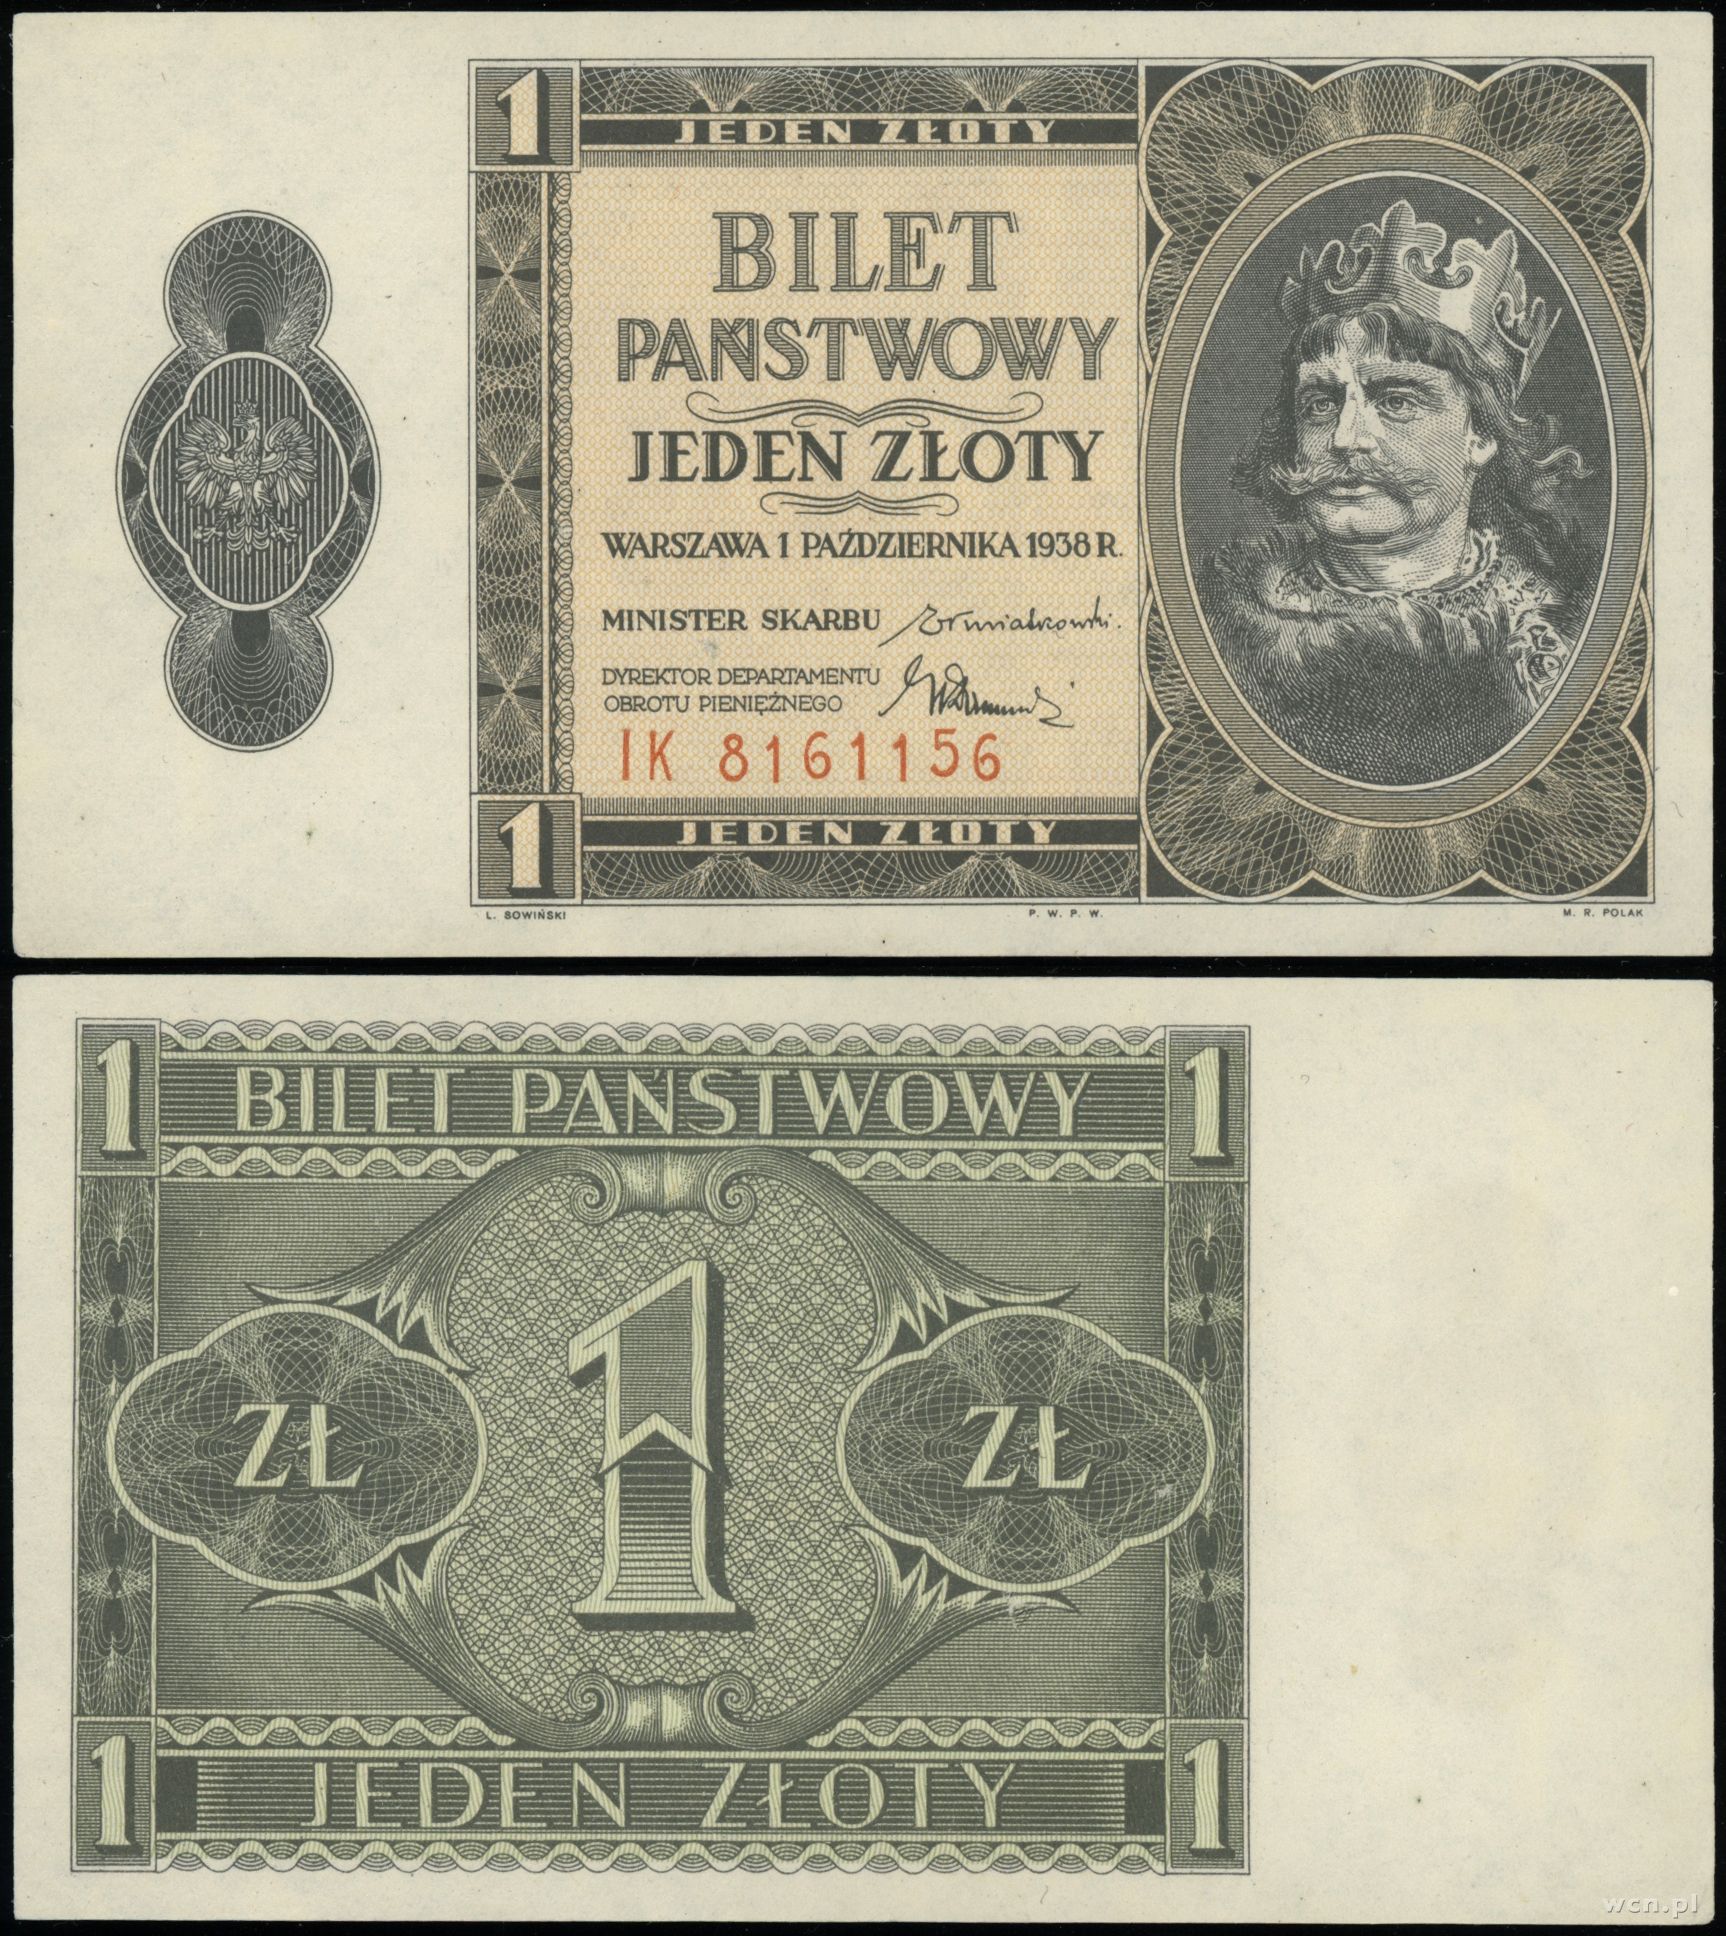 1
JEDEN ZŁOTY
BILET
PAŃSTWOWY
JEDEN ZŁOTY
WARSZAWA 1 PAŹDZIERNIKA 1938 R.
MINISTER SKARBU
DYREKTOR DEPARTAMENTU
OBROTU PIENIĘŻNEGO
IK 8161156
1
JEDEN ZŁOTY
L. SOWIŃSKI P. W. P. W. M. R. POLAK
1 BILET PAŃSTWOWY 1
ZŁ 1 ZŁ
1 JEDEN ZŁOTY 1
wcn.pl